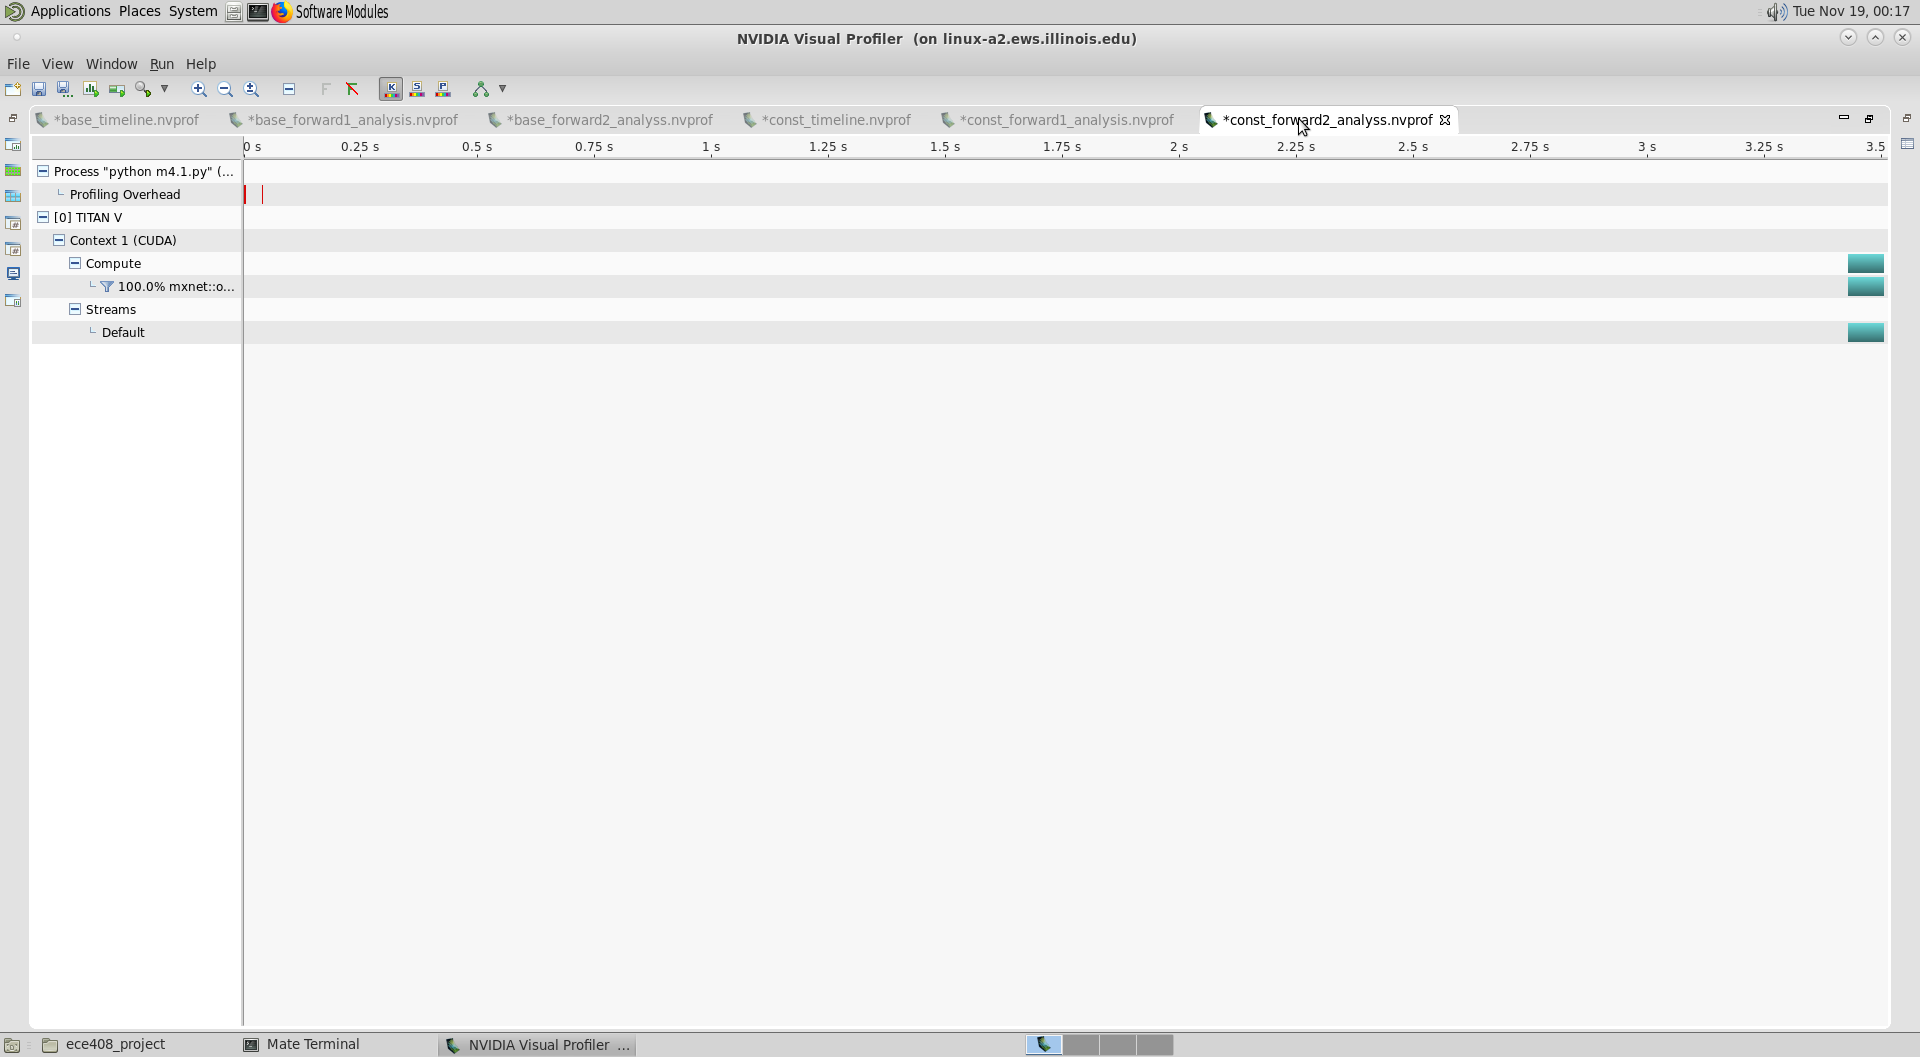 Applications Places System Software Modules Tue Nov 19, 00:17
NVIDIA Visual Profiler (on linux-a2.ews.illinois.edu)
File View Window Run Help
*base_timeline.nvprof *base_forward1_analysis.nvprof *base_forward2_analyss.nvprof *const_timeline.nvprof *const_forward1_analysis.nvprof *const_forward2_analyss.nvprof
0 s 0.25 s 0.5 s 0.75 s 1 s 1.25 s 1.5 s 1.75 s 2 s 2.25 s 2.5 s 2.75 s 3 s 3.25 s 3.5
Process "python m4.1.py" (...
Profiling Overhead
[0] TITAN V
Context 1 (CUDA)
Compute
100.0% mxnet::o...
Streams
Default
ece408_project Mate Terminal NVIDIA Visual Profiler ...